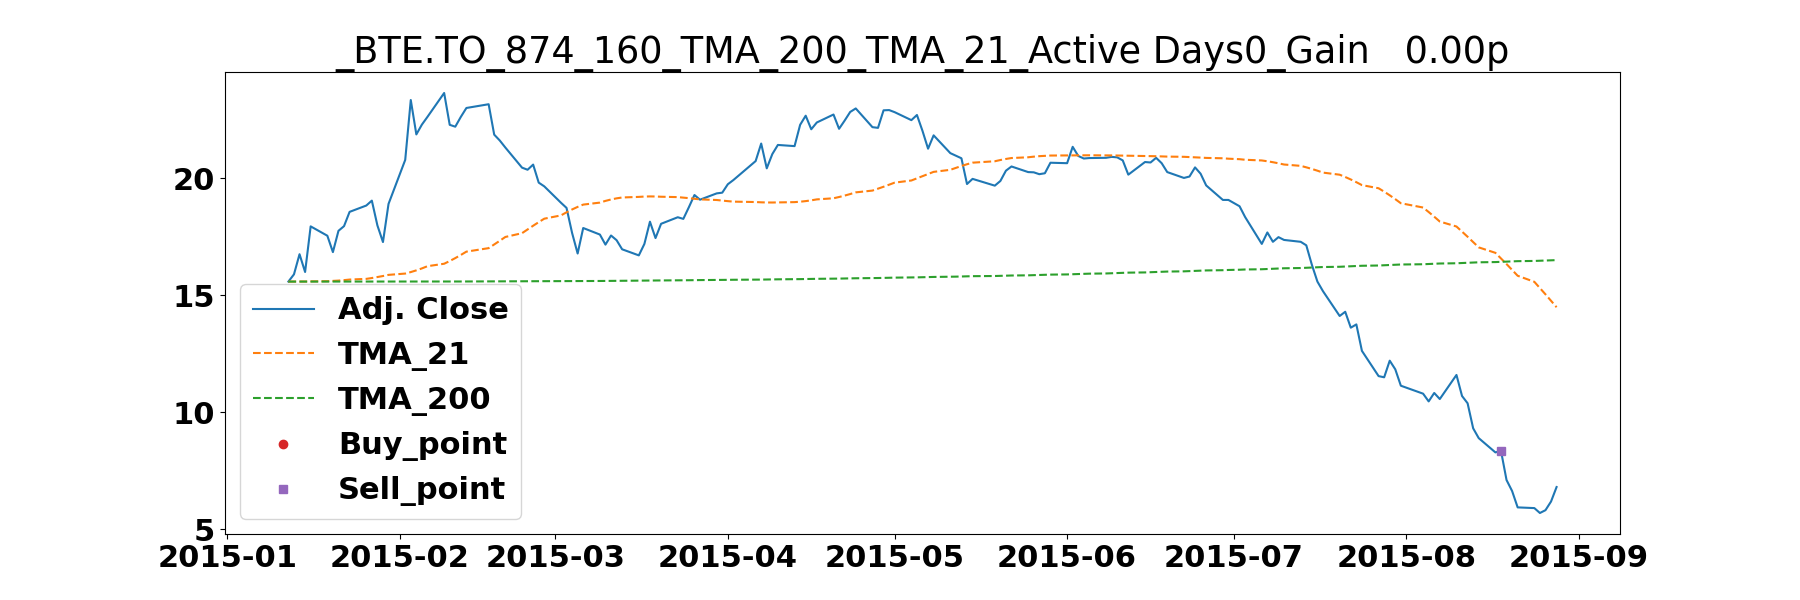 _BTE.TO_874_160_TMA_200_TMA_21_Active Days0_Gain   0.00p
20
15
10
5
Adj. Close
TMA_21
TMA_200
Buy_point
Sell_point
2015-01 2015-02 2015-03 2015-04 2015-05 2015-06 2015-07 2015-08 2015-09